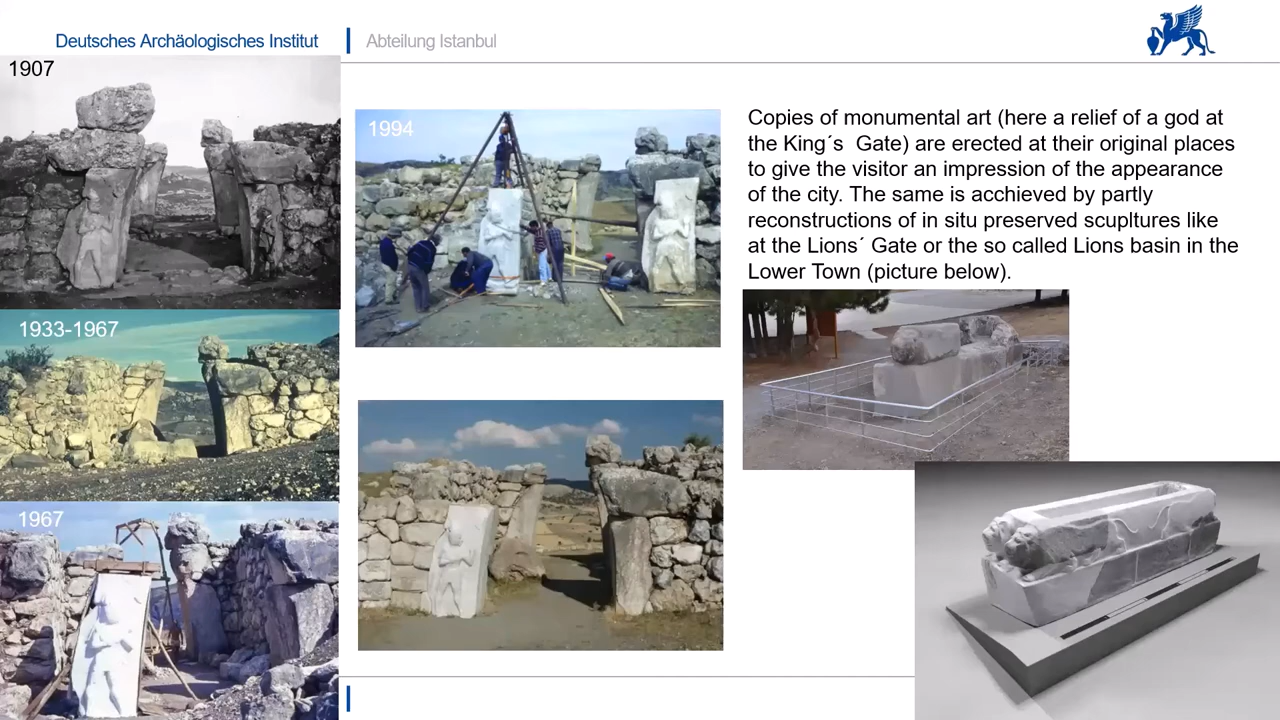 Deutsches Archäologisches Institut
Abteilung Istanbul
1907
1933-1967
1967
1994
Copies of monumental art (here a relief of a god at
the King´s  Gate) are erected at their original places
to give the visitor an impression of the appearance
of the city. The same is acchieved by partly
reconstructions of in situ preserved scupltures like
at the Lions´ Gate or the so called Lions basin in the
Lower Town (picture below).